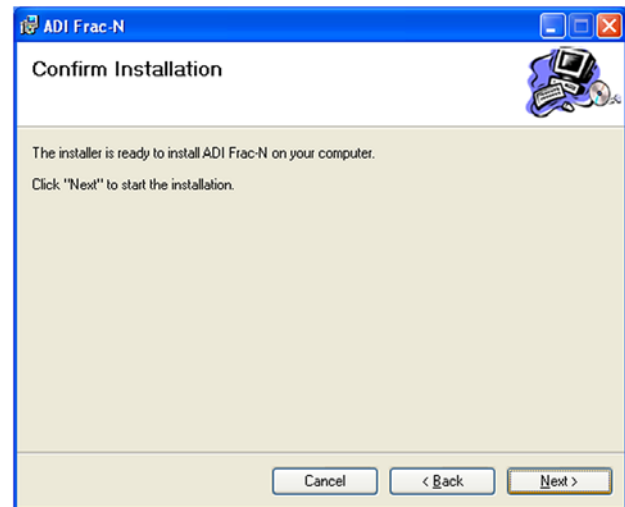 ADI Frac-N
Confirm Installation
The installer is ready to install ADI Frac-N on your computer.
Click "Next" to start the installation.
Cancel
< Back
Next >